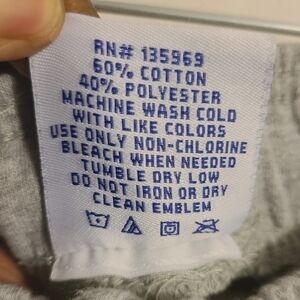 RN# 135969
60% COTTON
40% POLYESTER
MACHINE WASH COLD
WITH LIKE COLORS
USE ONLY NON-CHLORINE
BLEACH WHEN NEEDED
TUMBLE DRY LOW
DO NOT IRON OR DRY
CLEAN EMBLEM